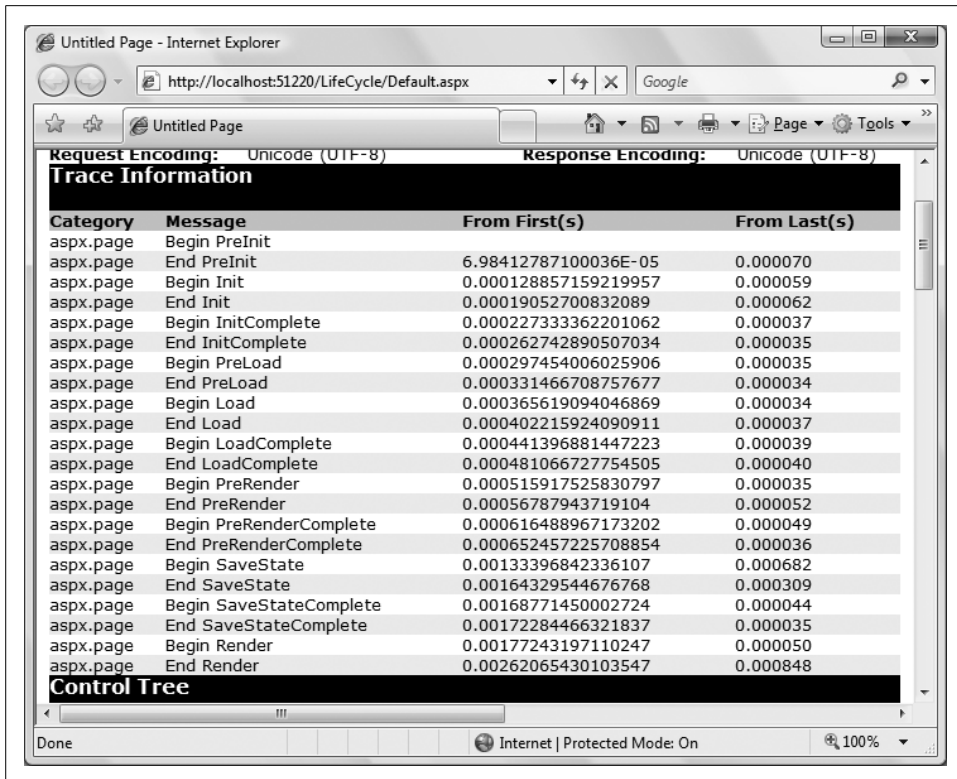 Untitled Page - Internet Explorer
http://localhost:51220/LifeCycle/Default.aspx
Google
Untitled Page
Page
Tools
Request Encoding: Unicode (UTF-8) Response Encoding: Unicode (UTF-8)
Trace Information
Category Message From First(s) From Last(s)
aspx.page Begin PreInit
aspx.page End PreInit 6.98412787100036E-05 0.000070
aspx.page Begin Init 0.000128857159219957 0.000059
aspx.page End Init 0.00019052700832089 0.000062
aspx.page Begin InitComplete 0.000227333362201062 0.000037
aspx.page End InitComplete 0.000262742890507034 0.000035
aspx.page Begin PreLoad 0.000297454006025906 0.000035
aspx.page End PreLoad 0.000331466708757677 0.000034
aspx.page Begin Load 0.000365619094046869 0.000034
aspx.page End Load 0.000402215924090911 0.000037
aspx.page Begin LoadComplete 0.000441396881447223 0.000039
aspx.page End LoadComplete 0.000481066727754505 0.000040
aspx.page Begin PreRender 0.000515917525830797 0.000035
aspx.page End PreRender 0.00056787943719104 0.000052
aspx.page Begin PreRenderComplete 0.000616488967173202 0.000049
aspx.page End PreRenderComplete 0.000652457225708854 0.000036
aspx.page Begin SaveState 0.00133396842336107 0.000682
aspx.page End SaveState 0.00164329544676768 0.000309
aspx.page Begin SaveStateComplete 0.00168771450002724 0.000044
aspx.page End SaveStateComplete 0.00172284466321837 0.000035
aspx.page Begin Render 0.00177243197110247 0.000050
aspx.page End Render 0.00262065430103547 0.000848
Control Tree
Done
Internet | Protected Mode: On
100%